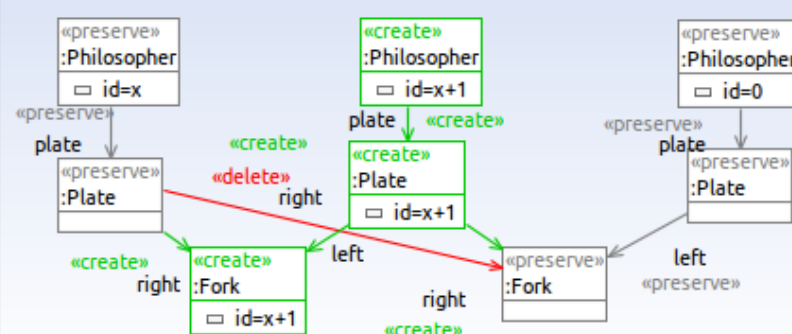 «preserve»
:Philosopher
id=x
«create»
:Philosopher
id=x+1
«preserve»
:Philosopher
id=0
«preserve»
plate
plate
«create»
«preserve»
plate
«preserve»
:Plate
«create»
:Plate
id=x+1
«preserve»
:Plate
«create»
«delete»
right
«create»
right
«create»
:Fork
id=x+1
left
«preserve»
:Fork
left
«preserve»
right
«create»